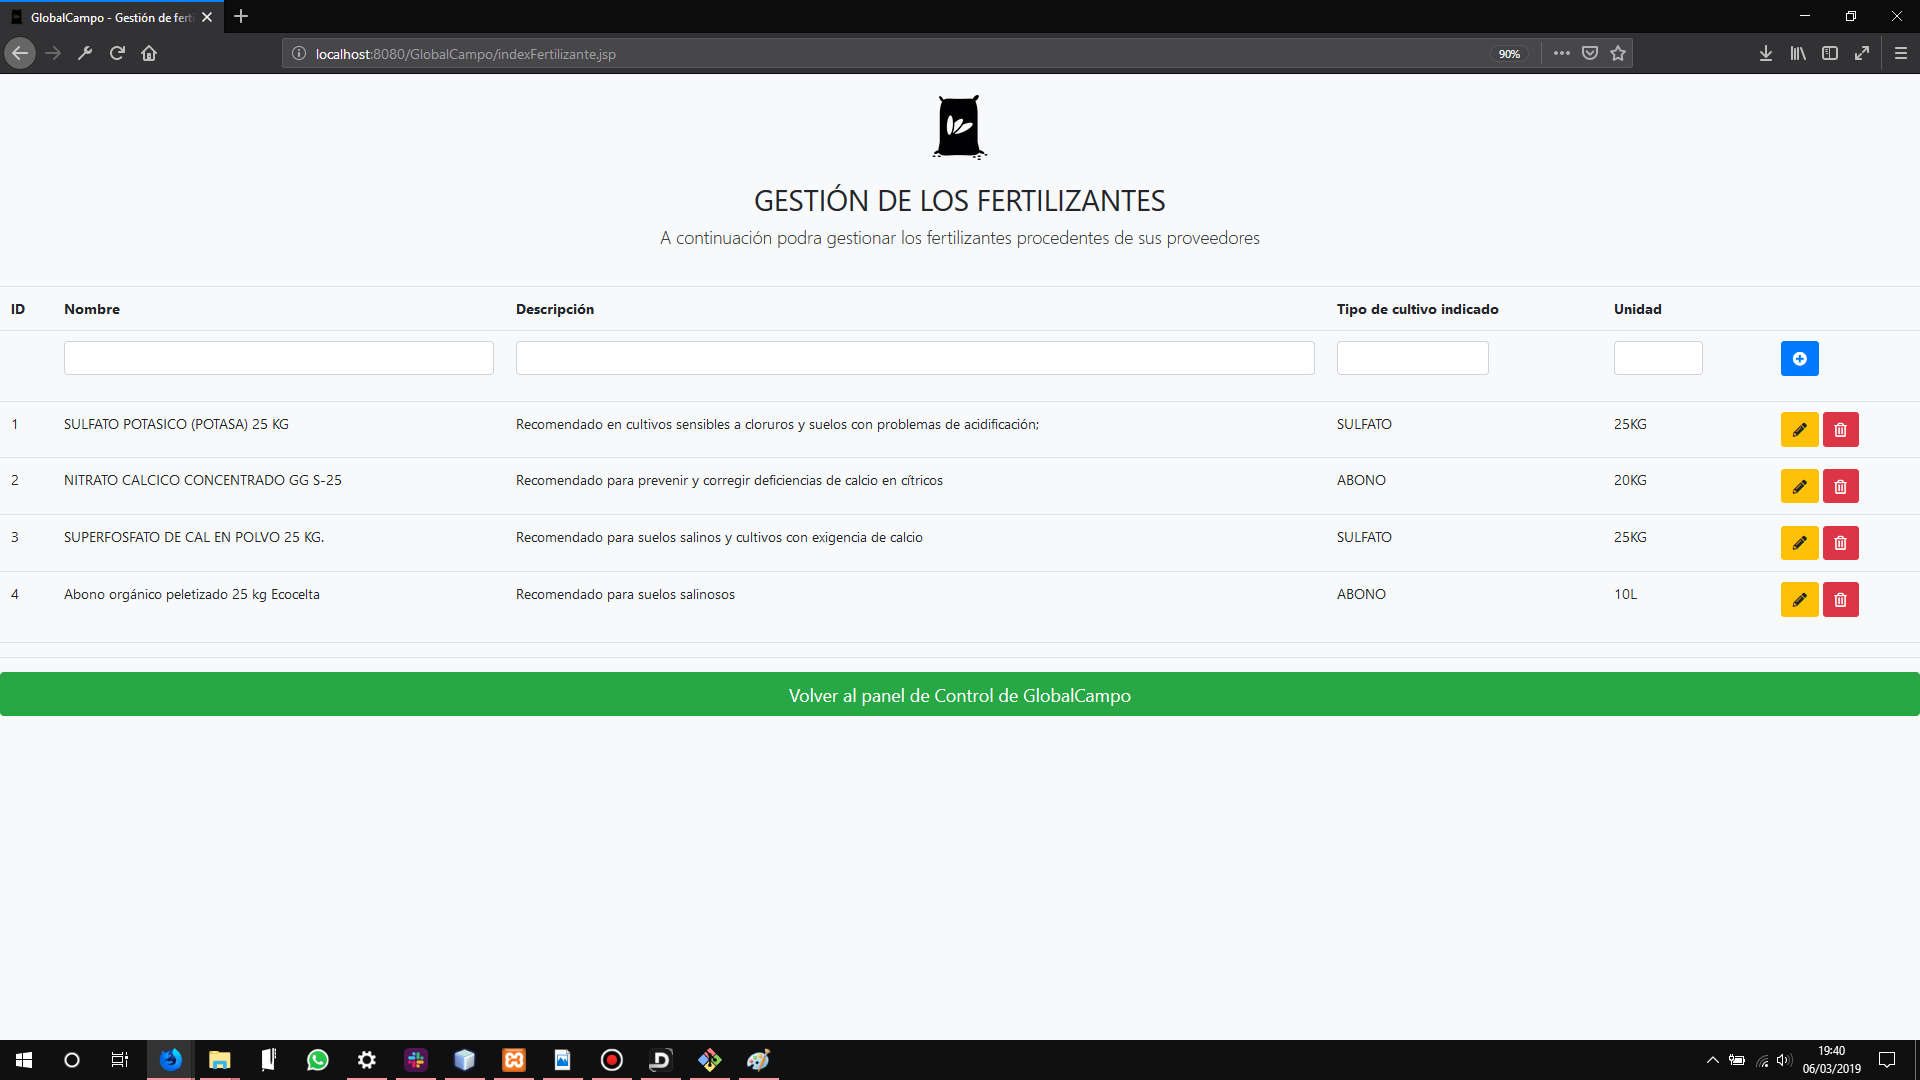 GlobalCampo - Gestión de ferti
localhost:8080/GlobalCampo/indexFertilizante.jsp
90%
GESTIÓN DE LOS FERTILIZANTES
A continuación podra gestionar los fertilizantes procedentes de sus proveedores
ID Nombre Descripción Tipo de cultivo indicado Unidad
1 SULFATO POTASICO (POTASA) 25 KG Recomendado en cultivos sensibles a cloruros y suelos con problemas de acidificación; SULFATO 25KG
2 NITRATO CALCICO CONCENTRADO GG S-25 Recomendado para prevenir y corregir deficiencias de calcio en cítricos ABONO 20KG
3 SUPERFOSFATO DE CAL EN POLVO 25 KG. Recomendado para suelos salinos y cultivos con exigencia de calcio SULFATO 25KG
4 Abono orgánico peletizado 25 kg Ecocelta Recomendado para suelos salinosos ABONO 10L
Volver al panel de Control de GlobalCampo
19:40
06/03/2019